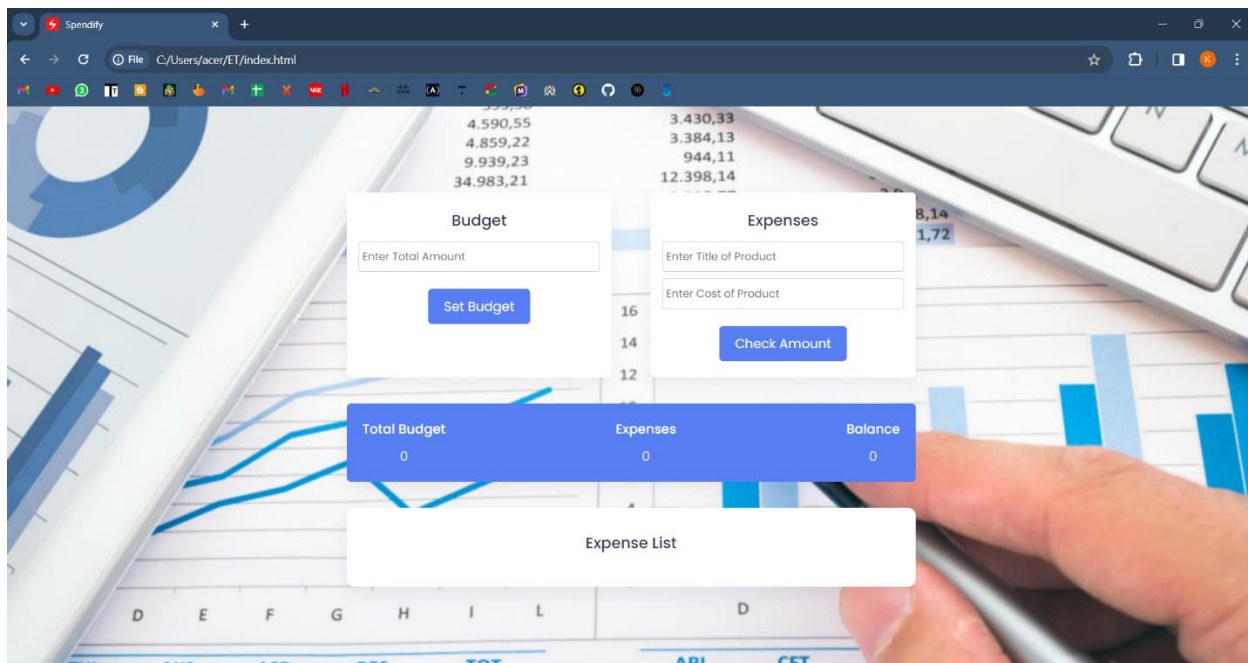 Spendify
File C:/Users/acer/ET/index.html
4.590,55 3.430,33
4.859,22 3.384,13
9.939,23 944,11
34.983,21 12.398,14
8,14
1,72
Budget
Enter Total Amount
Set Budget
Expenses
Enter Title of Product
Enter Cost of Product
Check Amount
16
14
12
Total Budget Expenses Balance
0 0 0
4
Expense List
D E F G H I L D